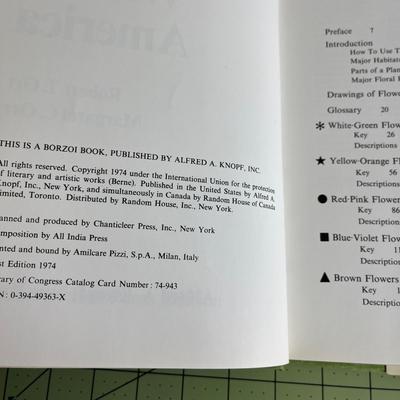 THIS IS A BORZOI BOOK, PUBLISHED BY ALFRED A. KNOPF, INC.
All rights reserved. Copyright 1974 under the International Union for the protection
of literary and artistic works (Berne). Published in the United States by Alfred A.
Knopf, Inc., New York, and simultaneously in Canada by Random House of Canada
Limited, Toronto. Distributed by Random House, Inc., New York.
anned and produced by Chanticleer Press, Inc., New York
omposition by All India Press
nted and bound by Amilcare Pizzi, S.p.A., Milan, Italy
st Edition 1974
rary of Congress Catalog Card Number: 74-943
N: 0-394-49363-X
Preface 7
Introduction
How To Use T
Major Habitat
Parts of a Plan
Major Floral F
Drawings of Flow
Glossary 20
White-Green Flow
Key 26
Descriptions
Yellow-Orange F
Key 56
Descriptions
Red-Pink Flower
Key 86
Descriptions
Blue-Violet Flow
Key 11
Descriptions
Brown Flowers
Key 1
Description